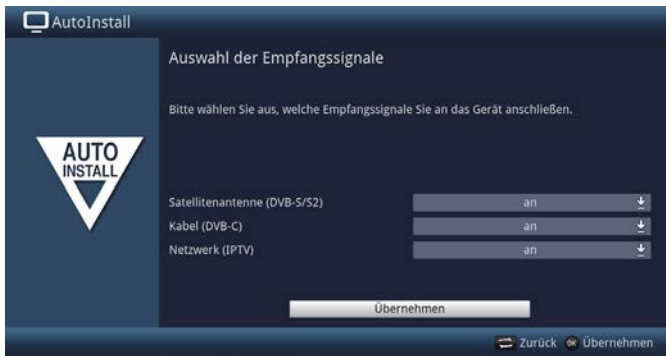 AutoInstall
Auswahl der Empfangssignale
Bitte wählen Sie aus, welche Empfangssignale Sie an das Gerät anschließen.
AUTO
INSTALL
Satellitenantenne (DVB-S/S2) an
Kabel (DVB-C) an
Netzwerk (IPTV) an
Übernehmen
Zurück OK Übernehmen